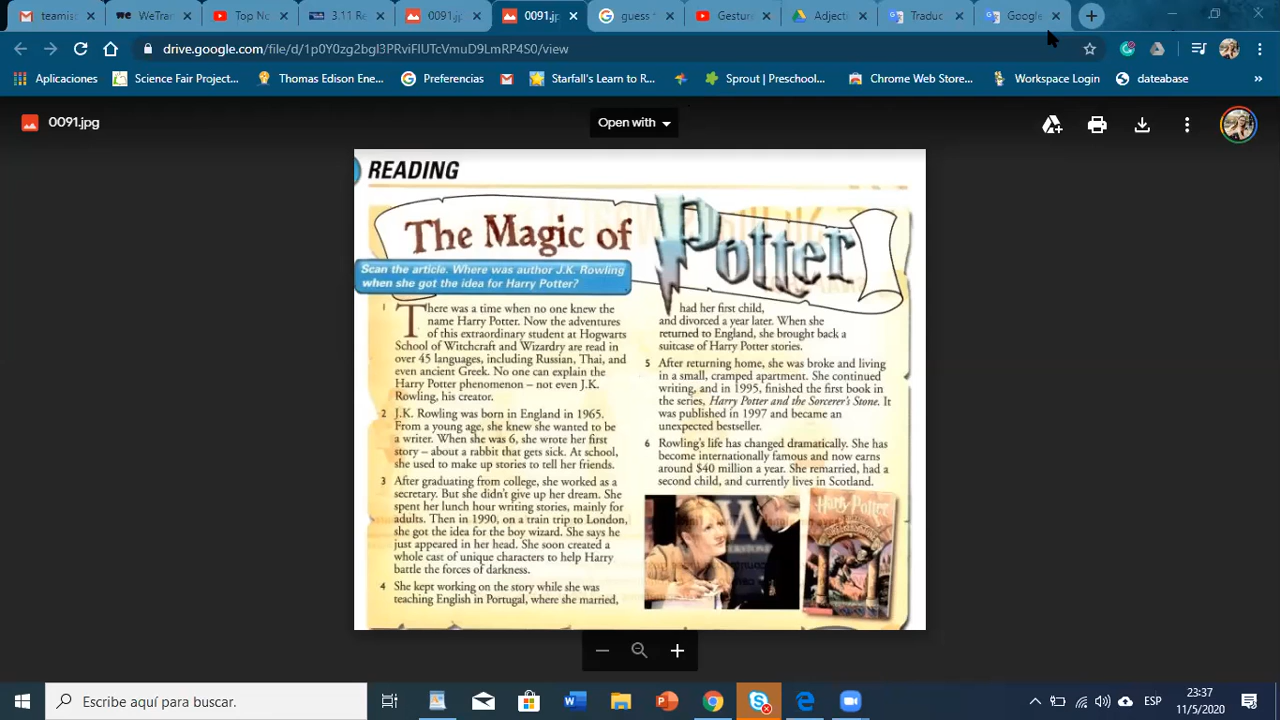 teamist
WeTran
Top No
3.11 Re
0091.jp
0091.jp
guess t
Gesture
Adjecti
Traduc
Google
drive.google.com/file/d/1p0Y0zg2bgI3PRviFlUTcVmuD9LmRP4S0/view
Aplicaciones
Science Fair Project...
Thomas Edison Ene...
Preferencias
Starfall's Learn to R...
Sprout | Preschool...
Chrome Web Store...
Workspace Login
dateabase
»
0091.jpg
Open with
READING
The Magic of Potter
Scan the article. Where was author J.K. Rowling
when she got the idea for Harry Potter?
1 There was a time when no one knew the
name Harry Potter. Now the adventures
of this extraordinary student at Hogwarts
School of Witchcraft and Wizardry are read in
over 45 languages, including Russian, Thai, and
even ancient Greek. No one can explain the
Harry Potter phenomenon – not even J.K.
Rowling, his creator.
2 J.K. Rowling was born in England in 1965.
From a young age, she knew she wanted to be
a writer. When she was 6, she wrote her first
story – about a rabbit that gets sick. At school,
she used to make up stories to tell her friends.
3 After graduating from college, she worked as a
secretary. But she didn't give up her dream. She
spent her lunch hour writing stories, mainly for
adults. Then in 1990, on a train trip to London,
she got the idea for the boy wizard. She says he
just appeared in her head. She soon created a
whole cast of unique characters to help Harry
battle the forces of darkness.
4 She kept working on the story while she was
teaching English in Portugal, where she married,
had her first child,
and divorced a year later. When she
returned to England, she brought back a
suitcase of Harry Potter stories.
5 After returning home, she was broke and living
in a small, cramped apartment. She continued
writing, and in 1995, finished the first book in
the series, Harry Potter and the Sorcerer's Stone. It
was published in 1997 and became an
unexpected bestseller.
6 Rowling's life has changed dramatically. She has
become internationally famous and now earns
around $40 million a year. She remarried, had a
second child, and currently lives in Scotland.
Harry Potter
Escribe aquí para buscar.
ESP
23:37
11/5/2020